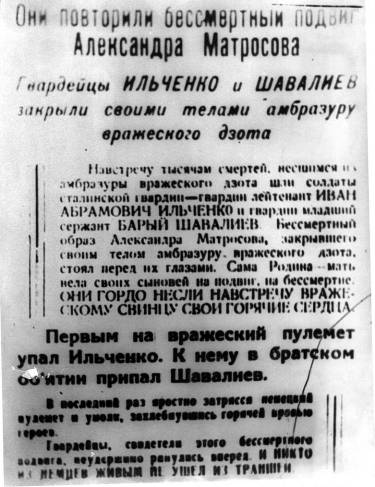 Они повторили бессмертный подвиг
Александра Матросова
Гвардейцы ИЛЬЧЕНКО и ШАВАЛИЕВ
закрыли своими телами амбразуру
вражеского дзота
Навстречу тысячам смертей, несшимся из
амбразуры вражеского дзота шли солдаты
сталинской гвардии—гвардии лейтенант ИВАН
АБРАМОВИЧ ИЛЬЧЕНКО и гвардии младший
сержант БАРЫЙ ШАВАЛИЕВ. Бессмертный
образ Александра Матросова, закрывшего
своим телом амбразуру вражеского дзота,
стоял перед их глазами. Сама Родина—мать
вела своих сыновей на подвиг, на бессмертие.
ОНИ ГОРДО НЕСЛИ НАВСТРЕЧУ ВРАЖЕ-
СКОМУ СВИНЦУ СВОИ ГОРЯЧИЕ СЕРДЦА.
Первым на вражеский пулемет
упал Ильченко. К нему в братском
об'ятии припал Шавалиев.
В последний раз яростно затрясся немецкий
пулемет и умолк, захлебнувшись горячей кровью
героев.
Гвардейцы, свидетели этого бессмертного
подвига, неудержимо ринулись вперед. И НИКТО
ИЗ НЕМЦЕВ ЖИВЫМ НЕ УШЕЛ ИЗ ТРАНШЕИ.